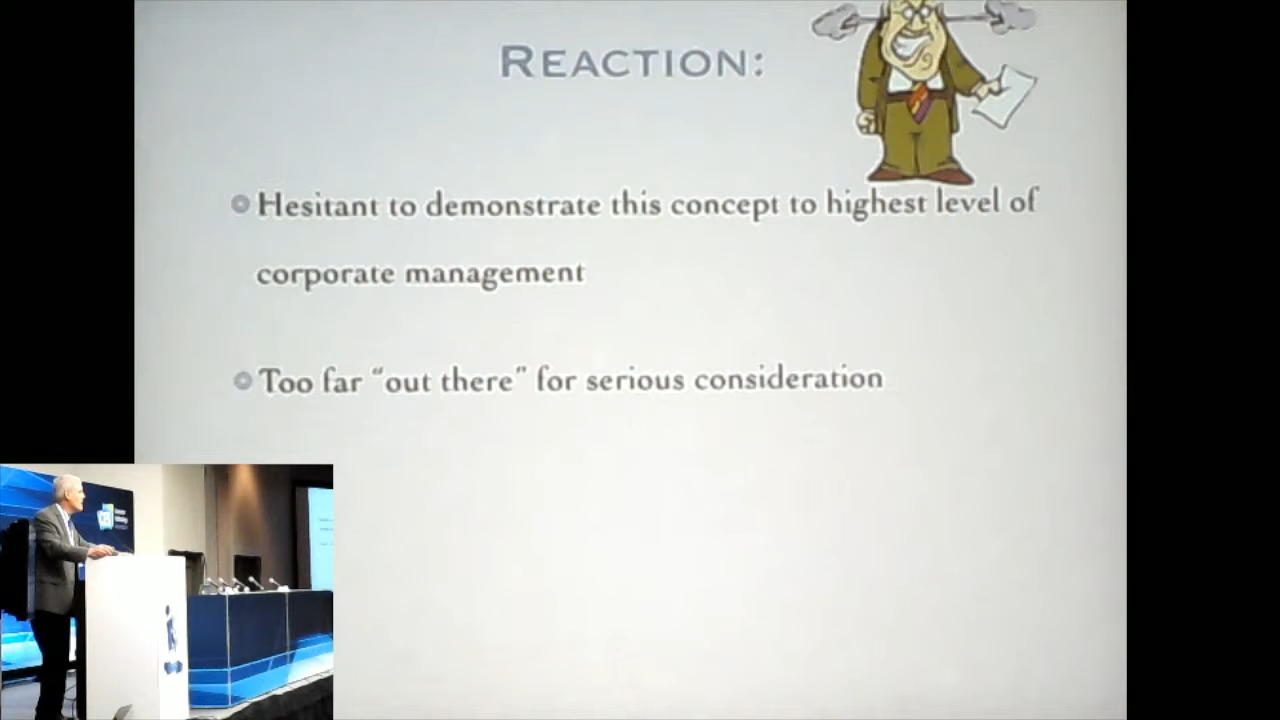 REACTION:
Hesitant to demonstrate this concept to highest level of
corporate management
Too far “out there” for serious consideration